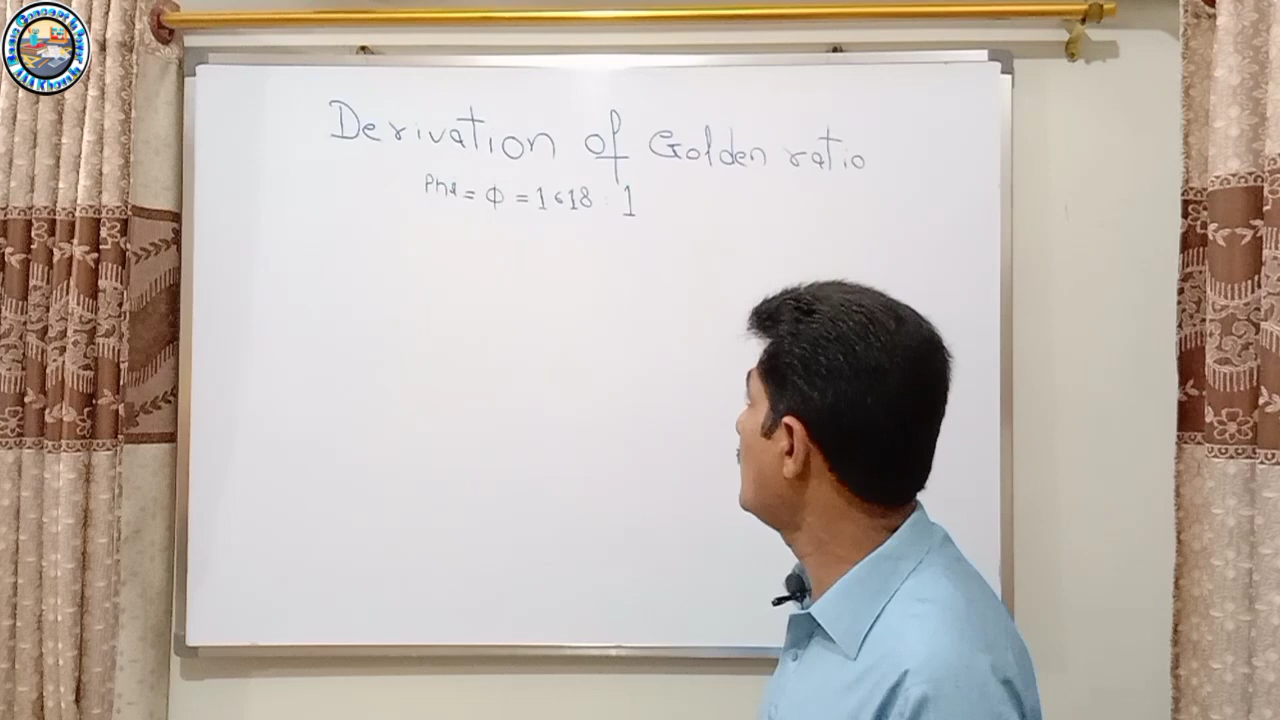 Derivation of Golden ratio
Phi = Φ = 1.618 : 1